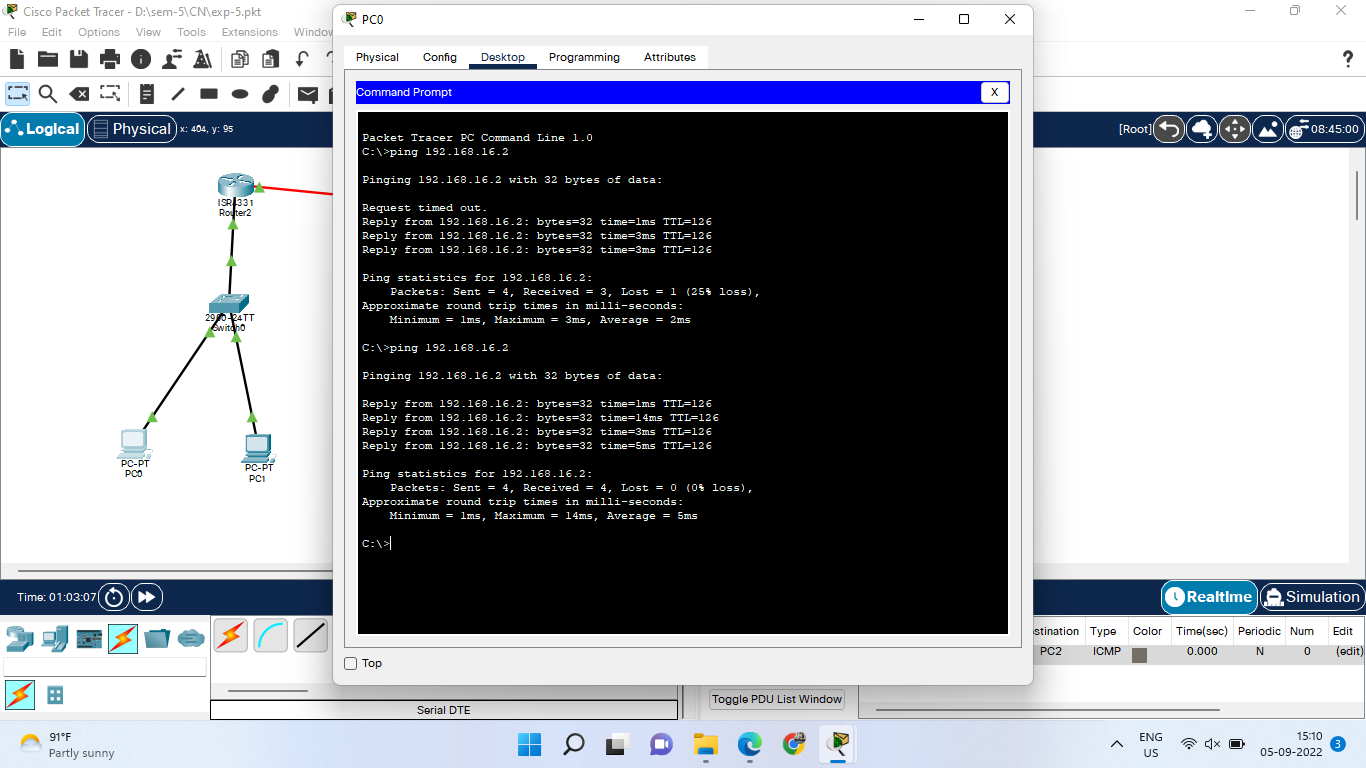 Cisco Packet Tracer - D:\sem-5\CN\exp-5.pkt
File Edit Options View Tools Extensions Window
Logical
Physical
x: 404, y: 95
[Root]
08:45:00
ISR4331
Router2
2960-24TT
Switch0
PC-PT
PC0
PC-PT
PC1
PC0
Physical Config Desktop Programming Attributes
Command Prompt
X
Packet Tracer PC Command Line 1.0
C:\>ping 192.168.16.2
Pinging 192.168.16.2 with 32 bytes of data:
Request timed out.
Reply from 192.168.16.2: bytes=32 time=1ms TTL=126
Reply from 192.168.16.2: bytes=32 time=3ms TTL=126
Reply from 192.168.16.2: bytes=32 time=3ms TTL=126
Ping statistics for 192.168.16.2:
Packets: Sent = 4, Received = 3, Lost = 1 (25% loss),
Approximate round trip times in milli-seconds:
Minimum = 1ms, Maximum = 3ms, Average = 2ms
C:\>ping 192.168.16.2
Pinging 192.168.16.2 with 32 bytes of data:
Reply from 192.168.16.2: bytes=32 time=1ms TTL=126
Reply from 192.168.16.2: bytes=32 time=14ms TTL=126
Reply from 192.168.16.2: bytes=32 time=3ms TTL=126
Reply from 192.168.16.2: bytes=32 time=5ms TTL=126
Ping statistics for 192.168.16.2:
Packets: Sent = 4, Received = 4, Lost = 0 (0% loss),
Approximate round trip times in milli-seconds:
Minimum = 1ms, Maximum = 14ms, Average = 5ms
C:\>
Top
Time: 01:03:07
Realtime
Simulation
stination Type Color Time(sec) Periodic Num Edit
PC2 ICMP 0.000 N 0 (edit)
Toggle PDU List Window
Serial DTE
91°F
Partly sunny
ENG
US
15:10
05-09-2022
3